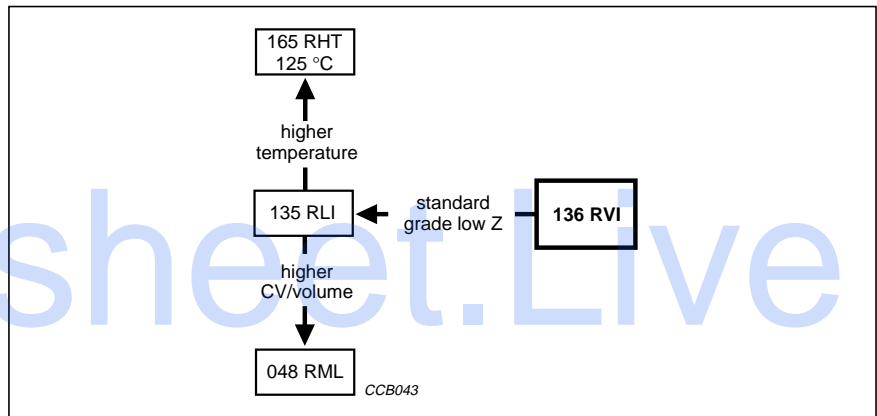 165 RHT
125 °C
higher
temperature
135 RLI
standard
grade low Z
136 RVI
higher
CV/volume
048 RML
CCB043
sheet.Live